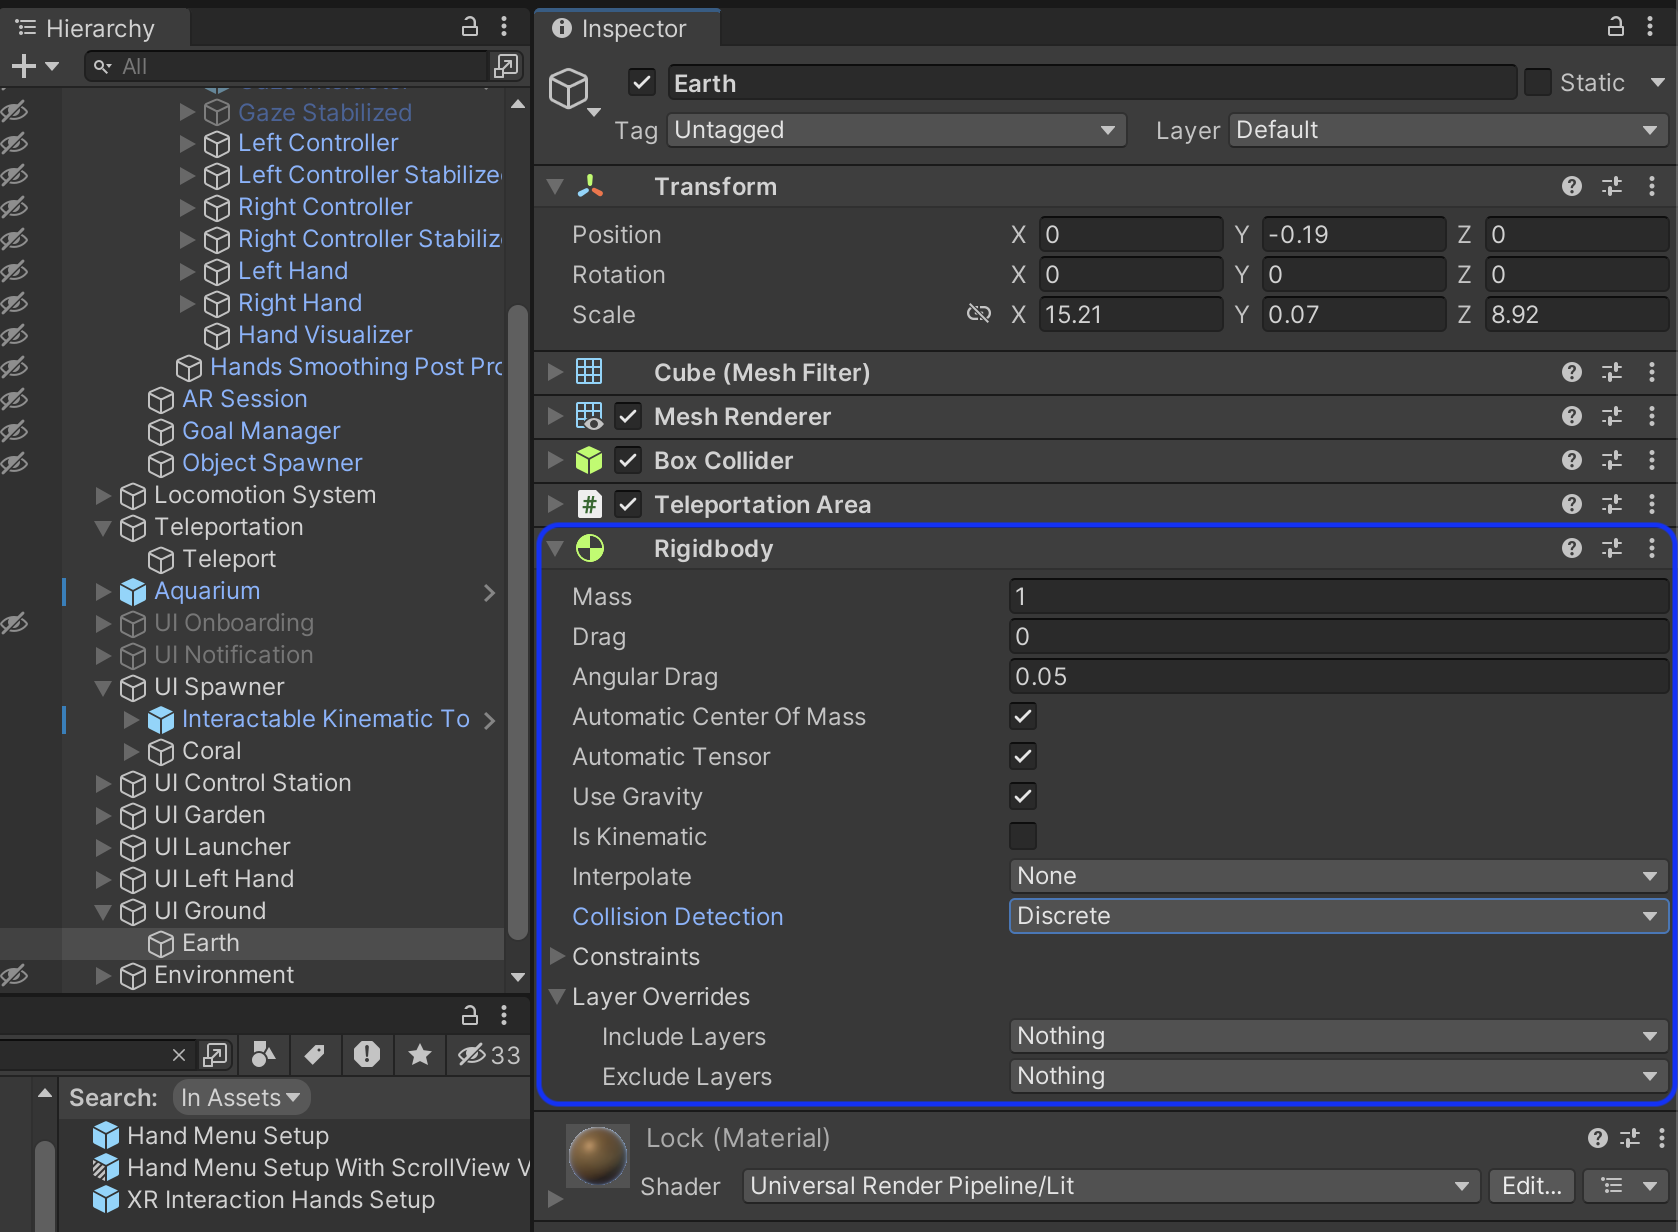 Hierarchy
All
Gaze Interactor
Gaze Stabilized
Left Controller
Left Controller Stabilize
Right Controller
Right Controller Stabiliz
Left Hand
Right Hand
Hand Visualizer
Hands Smoothing Post Pro
AR Session
Goal Manager
Object Spawner
Locomotion System
Teleportation
Teleport
Aquarium
UI Onboarding
UI Notification
UI Spawner
Interactable Kinematic To
Coral
UI Control Station
UI Garden
UI Launcher
UI Left Hand
UI Ground
Earth
Environment
33
Search: In Assets
Hand Menu Setup
Hand Menu Setup With ScrollView V
XR Interaction Hands Setup
Inspector
Earth Static
Tag Untagged Layer Default
Transform
Position X 0 Y -0.19 Z 0
Rotation X 0 Y 0 Z 0
Scale X 15.21 Y 0.07 Z 8.92
Cube (Mesh Filter)
Mesh Renderer
Box Collider
# Teleportation Area
Rigidbody
Mass 1
Drag 0
Angular Drag 0.05
Automatic Center Of Mass
Automatic Tensor
Use Gravity
Is Kinematic
Interpolate None
Collision Detection Discrete
Constraints
Layer Overrides
Include Layers Nothing
Exclude Layers Nothing
Lock (Material)
Shader Universal Render Pipeline/Lit Edit...